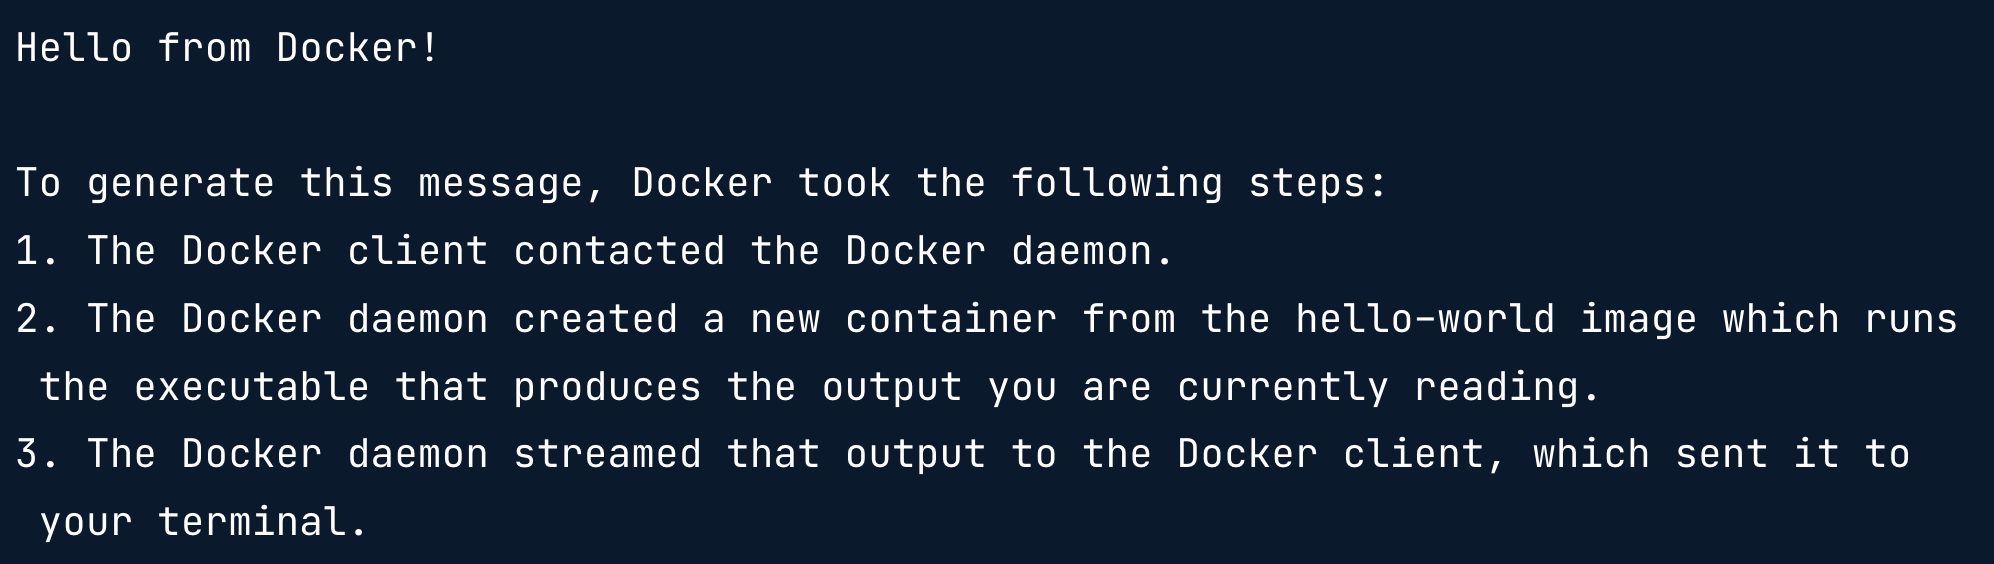 Hello from Docker!
To generate this message, Docker took the following steps:
1. The Docker client contacted the Docker daemon.
2. The Docker daemon created a new container from the hello-world image which runs
the executable that produces the output you are currently reading.
3. The Docker daemon streamed that output to the Docker client, which sent it to
your terminal.